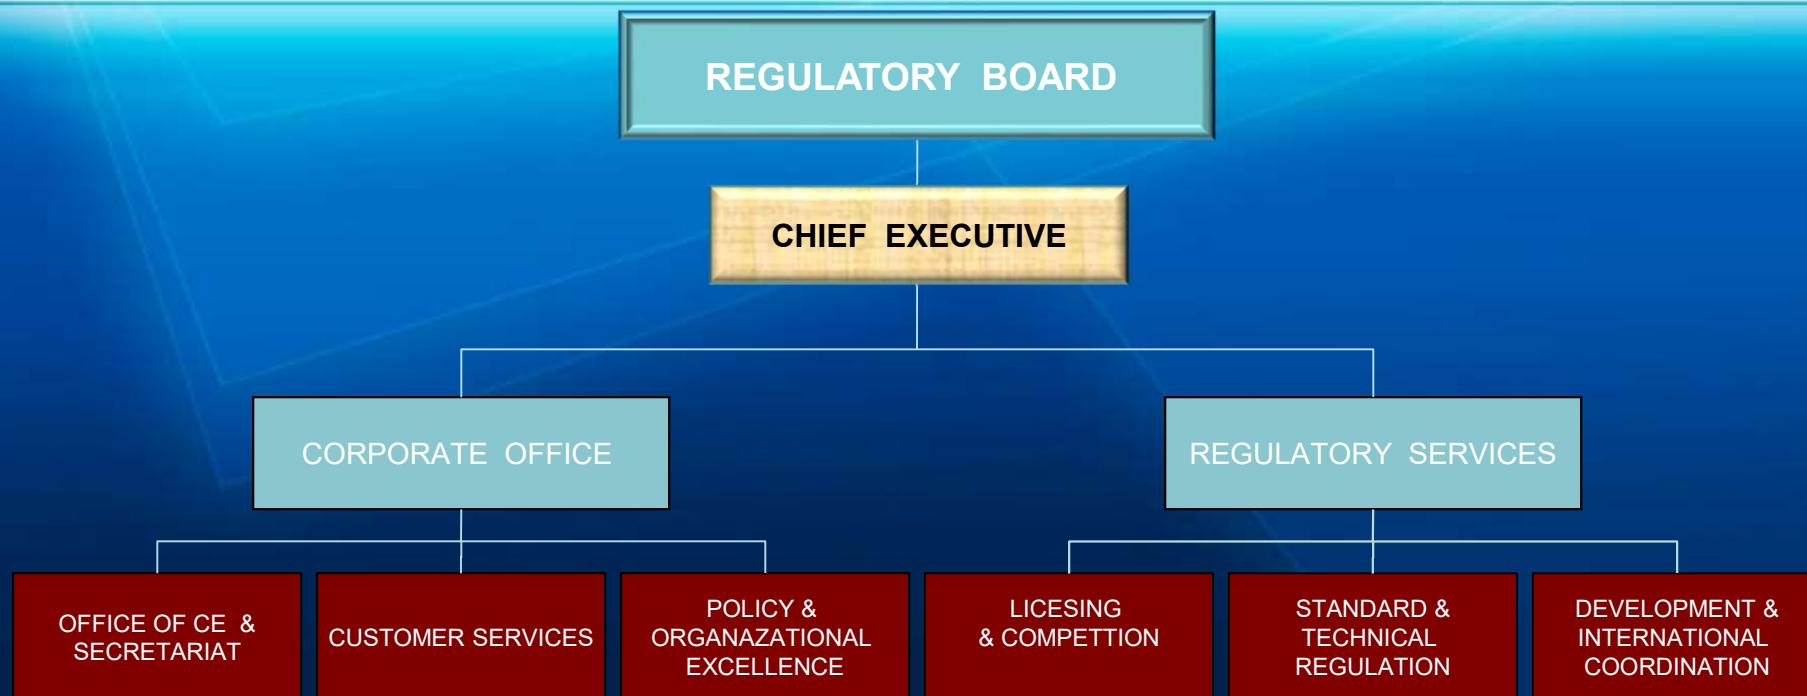 REGULATORY BOARD
CHIEF EXECUTIVE
CORPORATE OFFICE
REGULATORY SERVICES
OFFICE OF CE &
SECRETARIAT
CUSTOMER SERVICES
POLICY &
ORGANAZATIONAL
EXCELLENCE
LICESING
& COMPETTION
STANDARD &
TECHNICAL
REGULATION
DEVELOPMENT &
INTERNATIONAL
COORDINATION